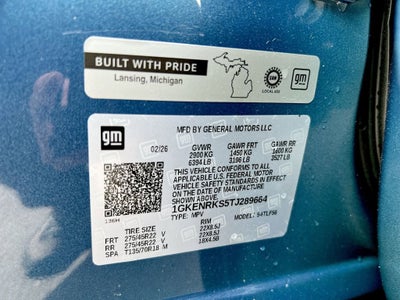 BUILT WITH PRIDE
Lansing, Michigan
UAW
LOCAL 602
gm
gm
MFD BY GENERAL MOTORS LLC
02/26
GVWR GAWR FRT GAWR RR
2900 KG 1450 KG 1600 KG
6394 LB 3196 LB 3527 LB
THIS VEHICLE CONFORMS TO ALL
APPLICABLE U.S. FEDERAL MOTOR
VEHICLE SAFETY STANDARDS IN EFFECT
ON THE DATE OF MANUFACTURE
SHOWN ABOVE.
1GKENRKS5TJ289664
TYPE: MPV MODEL:
TIRE SIZE RIM
FRT 275/45R22 V 22X8.5J
RR 275/45R22 V 22X8.5J
SPA T135/70R18 M 18X4.5B